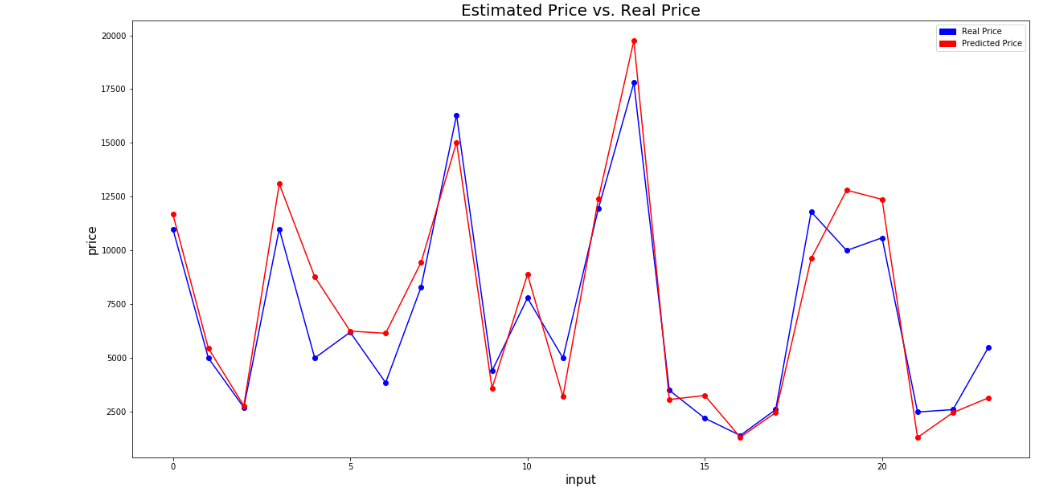 Estimated Price vs. Real Price
Real Price
Predicted Price
20000
17500
15000
12500
10000
7500
5000
2500
price
0 5 10 15 20
input